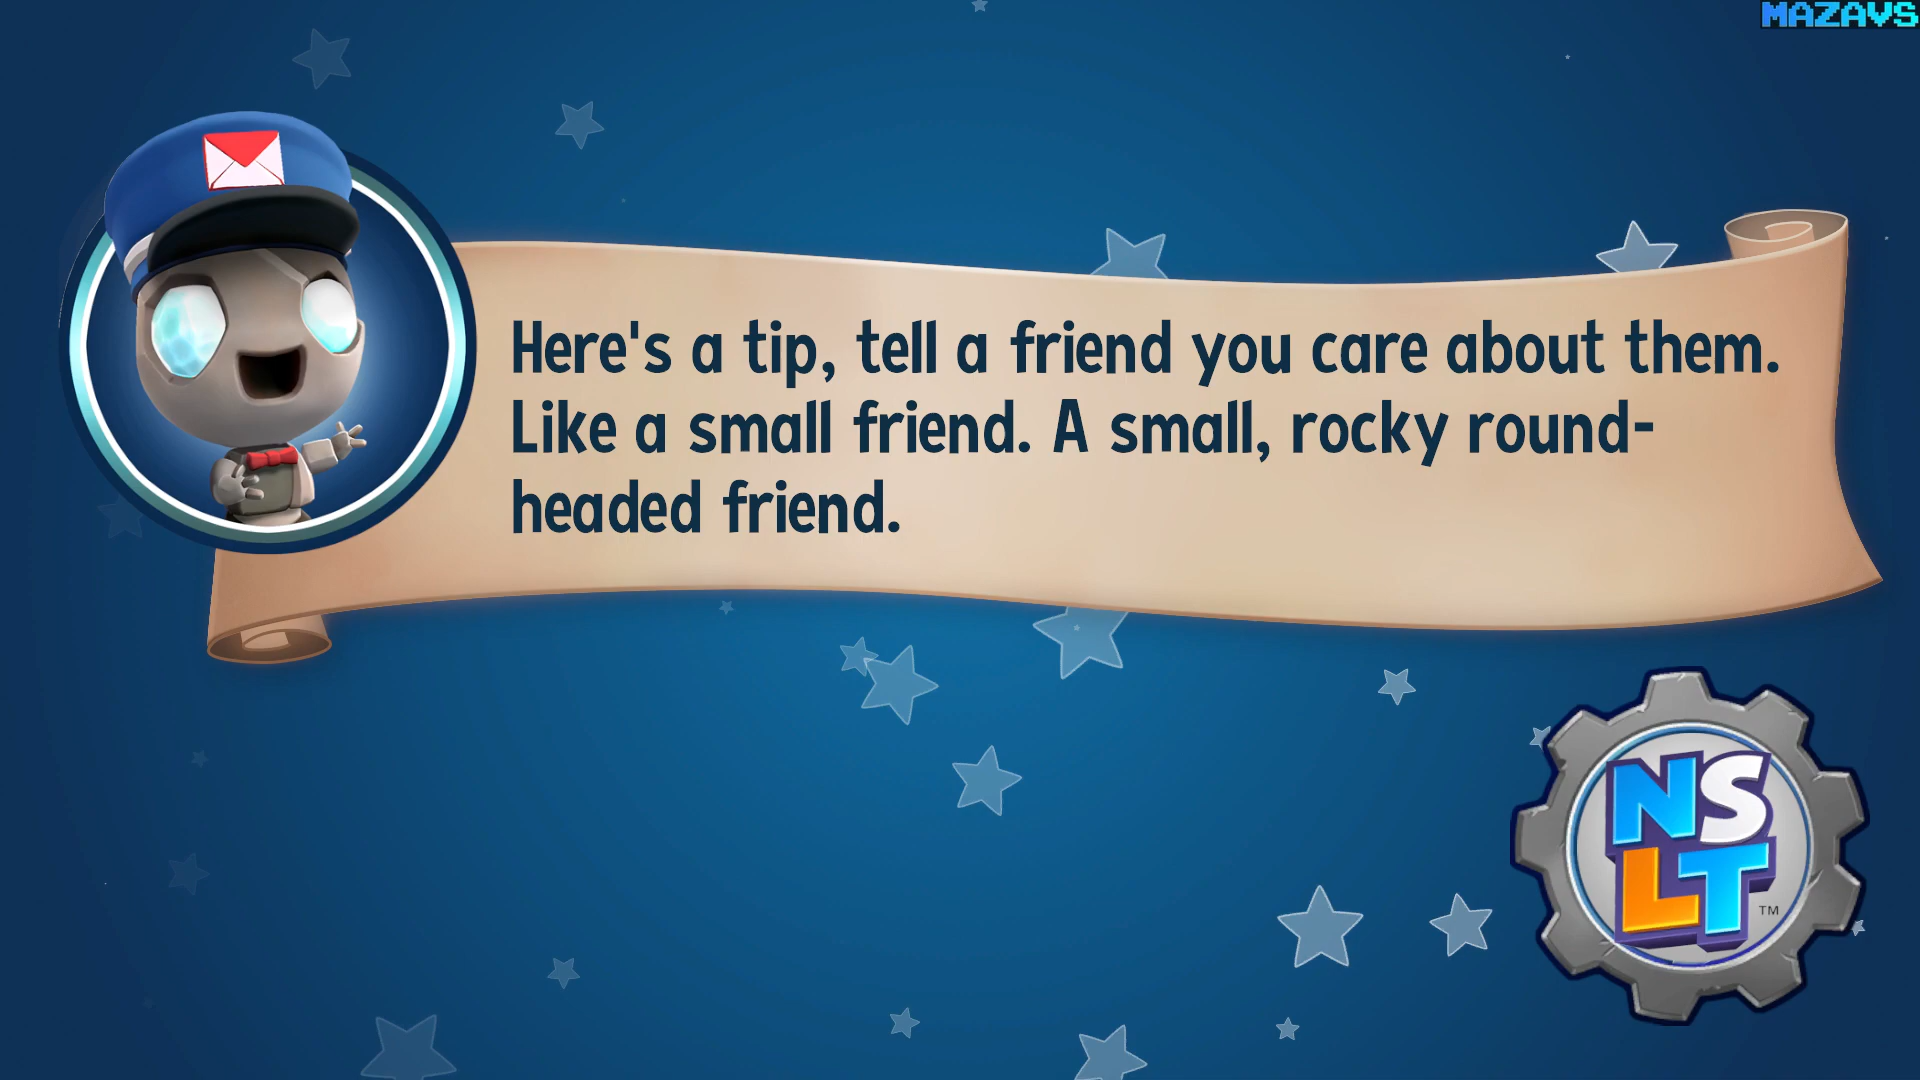 MAZAVS
Here's a tip, tell a friend you care about them.
Like a small friend. A small, rocky round-
headed friend.
NS
LT
TM